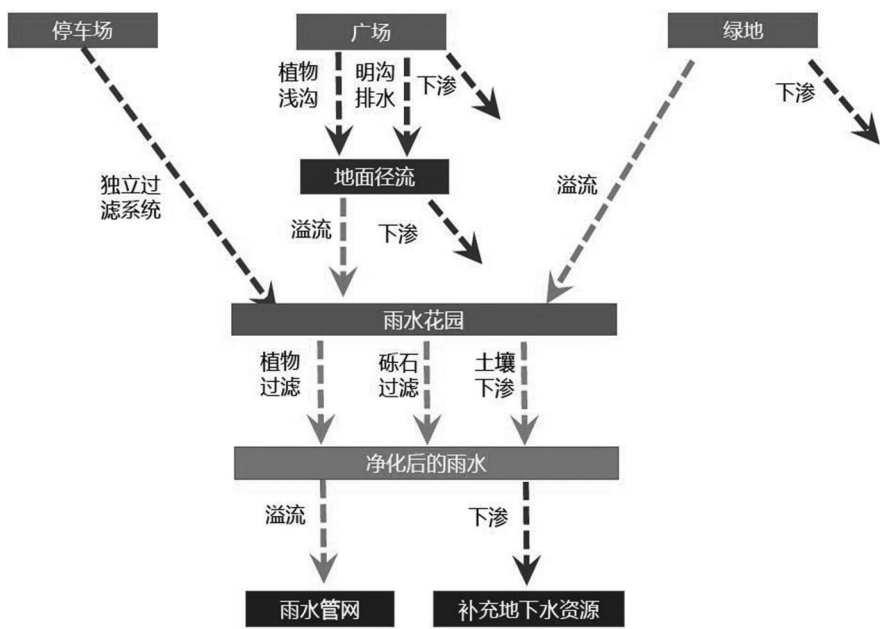 停车场
广场
绿地
植物
浅沟
明沟
排水
下渗
下渗
地面径流
独立过
滤系统
溢流
下渗
溢流
雨水花园
植物
过滤
砾石
过滤
土壤
下渗
净化后的雨水
溢流
下渗
雨水管网
补充地下水资源